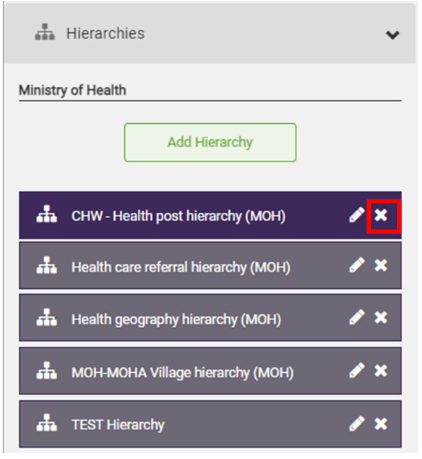 Hierarchies
Ministry of Health
Add Hierarchy
CHW - Health post hierarchy (MOH)
Health care referral hierarchy (MOH)
Health geography hierarchy (MOH)
MOH-MOHA Village hierarchy (MOH)
TEST Hierarchy